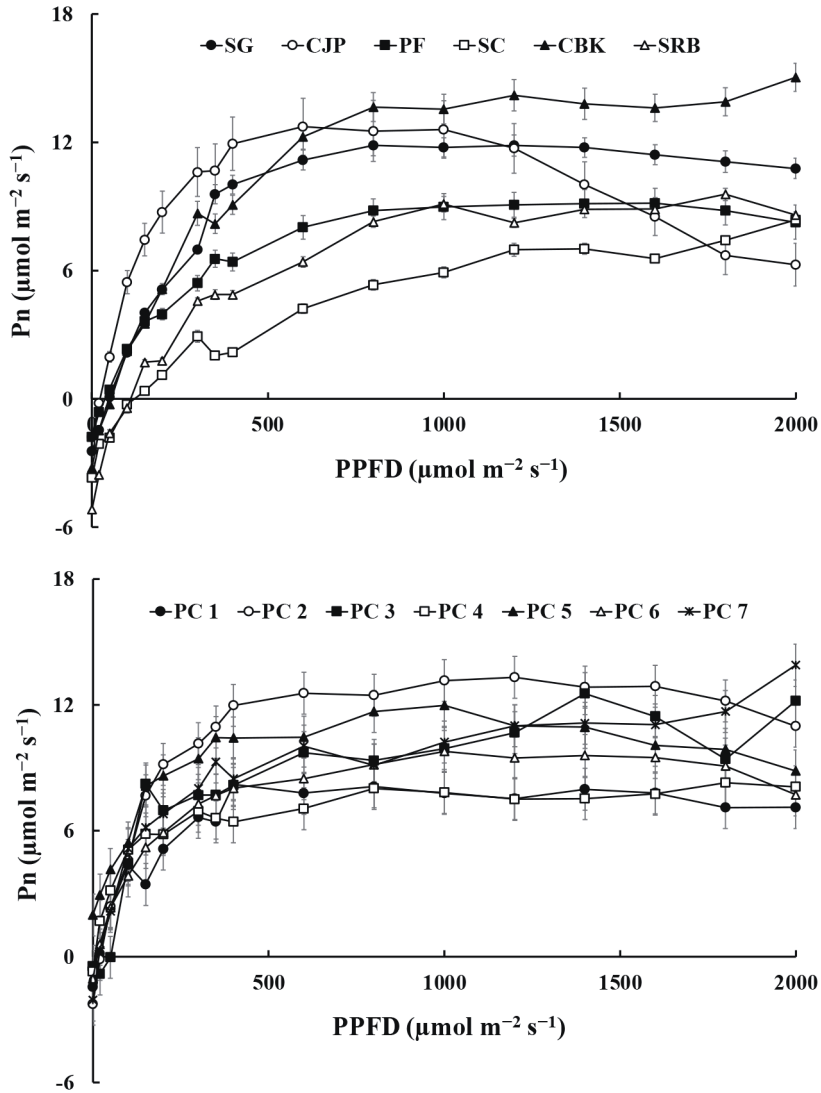 18
SG CJP PF SC CBK SRB
12
Pn (μmol m⁻² s⁻¹)
6
0
500 1000 1500 2000
PPFD (μmol m⁻² s⁻¹)
-6
18
PC 1 PC 2 PC 3 PC 4 PC 5 PC 6 PC 7
12
Pn (μmol m⁻² s⁻¹)
6
0
500 1000 1500 2000
PPFD (μmol m⁻² s⁻¹)
-6